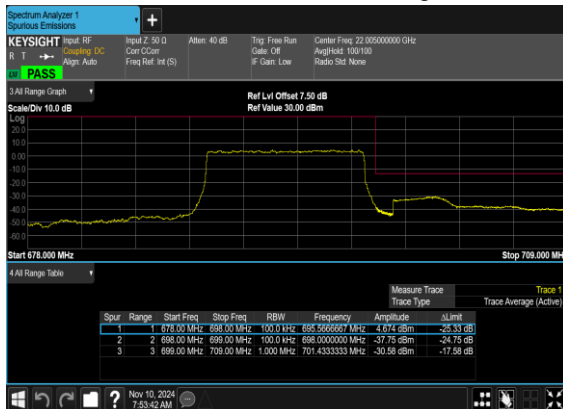 Spectrum Analyzer 1
Spurious Emissions
KEYSIGHT Input: RF Input Z: 50 Ω Atten: 40 dB Trig: Free Run Center Freq: 22.005000000 GHz
R T Coupling: DC Corr CCorr Gate: Off Avg|Hold: 100/100
Align: Auto Freq Ref: Int (S) IF Gain: Low Radio Std: None
PASS
3 All Range Graph
Ref Lvl Offset 7.50 dB
Scale/Div 10.0 dB Ref Value 30.00 dBm
Log
20.0
10.0
0.00
-10.0
-20.0
-30.0
-40.0
-50.0
-60.0
Start 678.000 MHz Stop 709.000 MHz
4 All Range Table
Measure Trace Trace 1
Trace Type Trace Average (Active)
Spur Range Start Freq Stop Freq RBW Frequency Amplitude ΔLimit
1 1 678.00 MHz 698.00 MHz 100.0 kHz 695.5666667 MHz 4.674 dBm -25.33 dB
2 2 698.00 MHz 699.00 MHz 100.0 kHz 698.0000000 MHz -37.75 dBm -24.75 dB
3 3 699.00 MHz 709.00 MHz 1.000 MHz 701.4333333 MHz -30.58 dBm -17.58 dB
Nov 10, 2024
7:53:42 AM